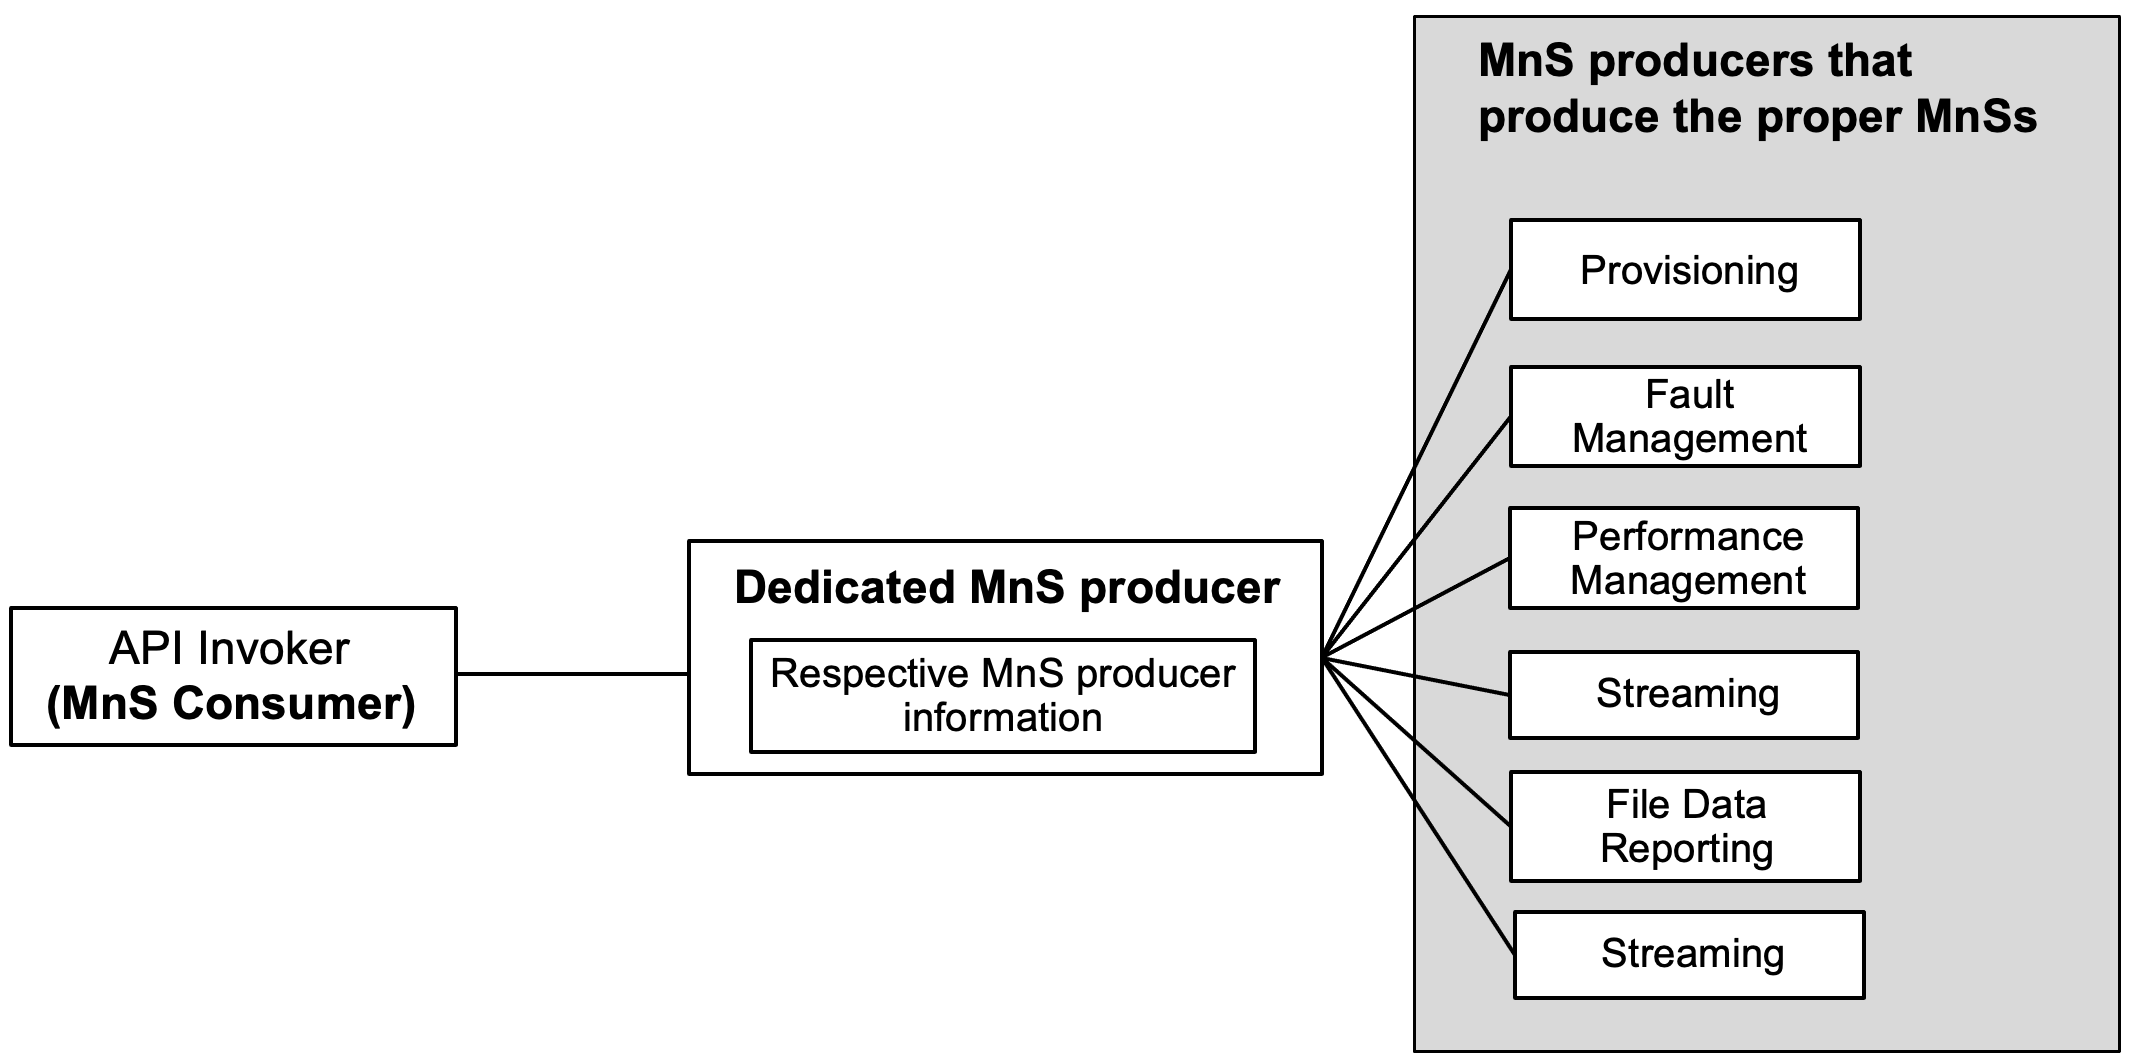 MnS producers that
produce the proper MnSs
Provisioning
Fault
Management
Performance
Management
Dedicated MnS producer
API Invoker
(MnS Consumer)
Respective MnS producer
information
Streaming
File Data
Reporting
Streaming